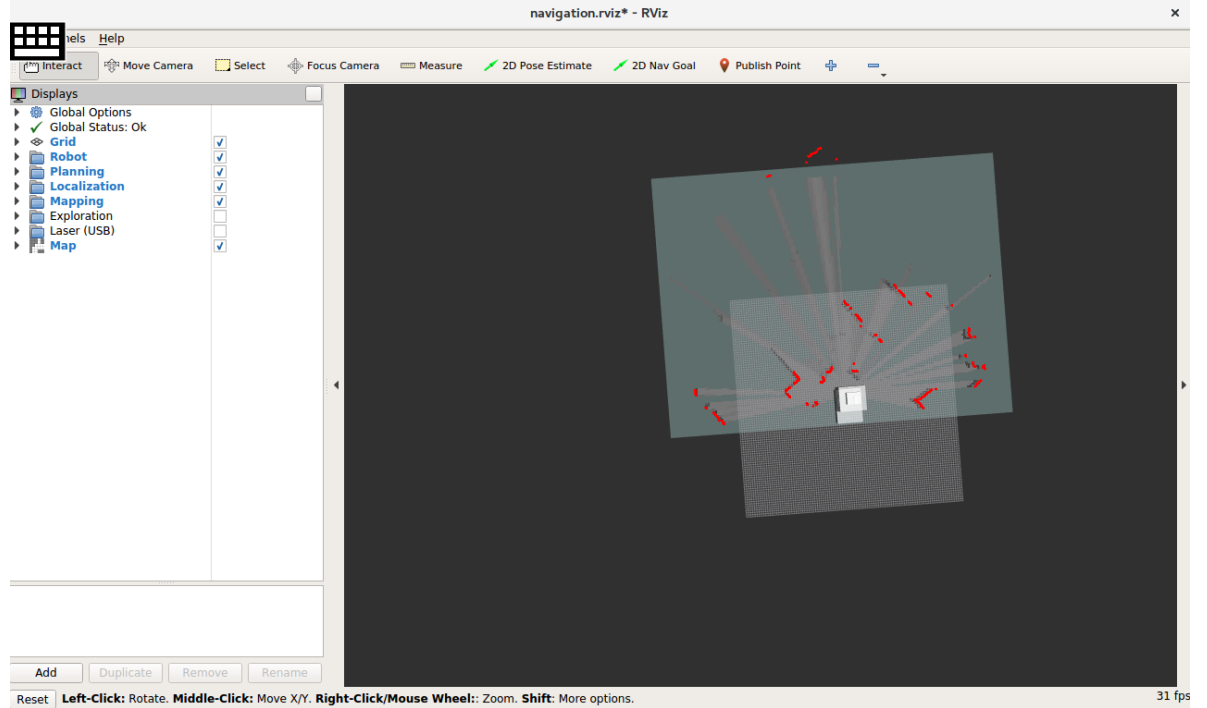 navigation.rviz* - RViz
Help
Interact Move Camera Select Focus Camera Measure 2D Pose Estimate 2D Nav Goal Publish Point
Displays
Global Options
Global Status: Ok
Grid
Robot
Planning
Localization
Mapping
Exploration
Laser (USB)
Map
Add Duplicate Remove Rename
Reset Left-Click: Rotate. Middle-Click: Move X/Y. Right-Click/Mouse Wheel:: Zoom. Shift: More options. 31 fps